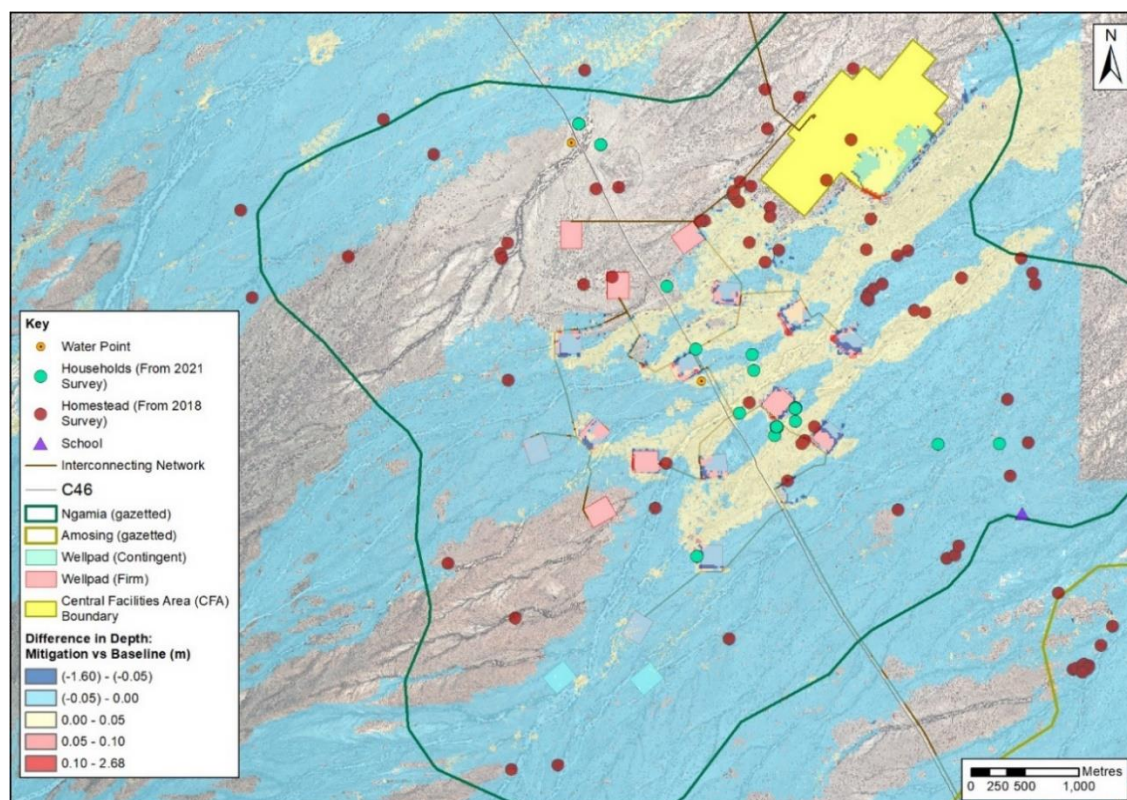 N
Key
Water Point
Households (From 2021
Survey)
Homestead (From 2018
Survey)
School
Interconnecting Network
C46
Ngamia (gazetted)
Amosing (gazetted)
Wellpad (Contingent)
Wellpad (Firm)
Central Facilities Area (CFA)
Boundary
Difference in Depth:
Mitigation vs Baseline (m)
(-1.60) - (-0.05)
(-0.05) - 0.00
0.00 - 0.05
0.05 - 0.10
0.10 - 2.68
Metres
0 250 500 1,000